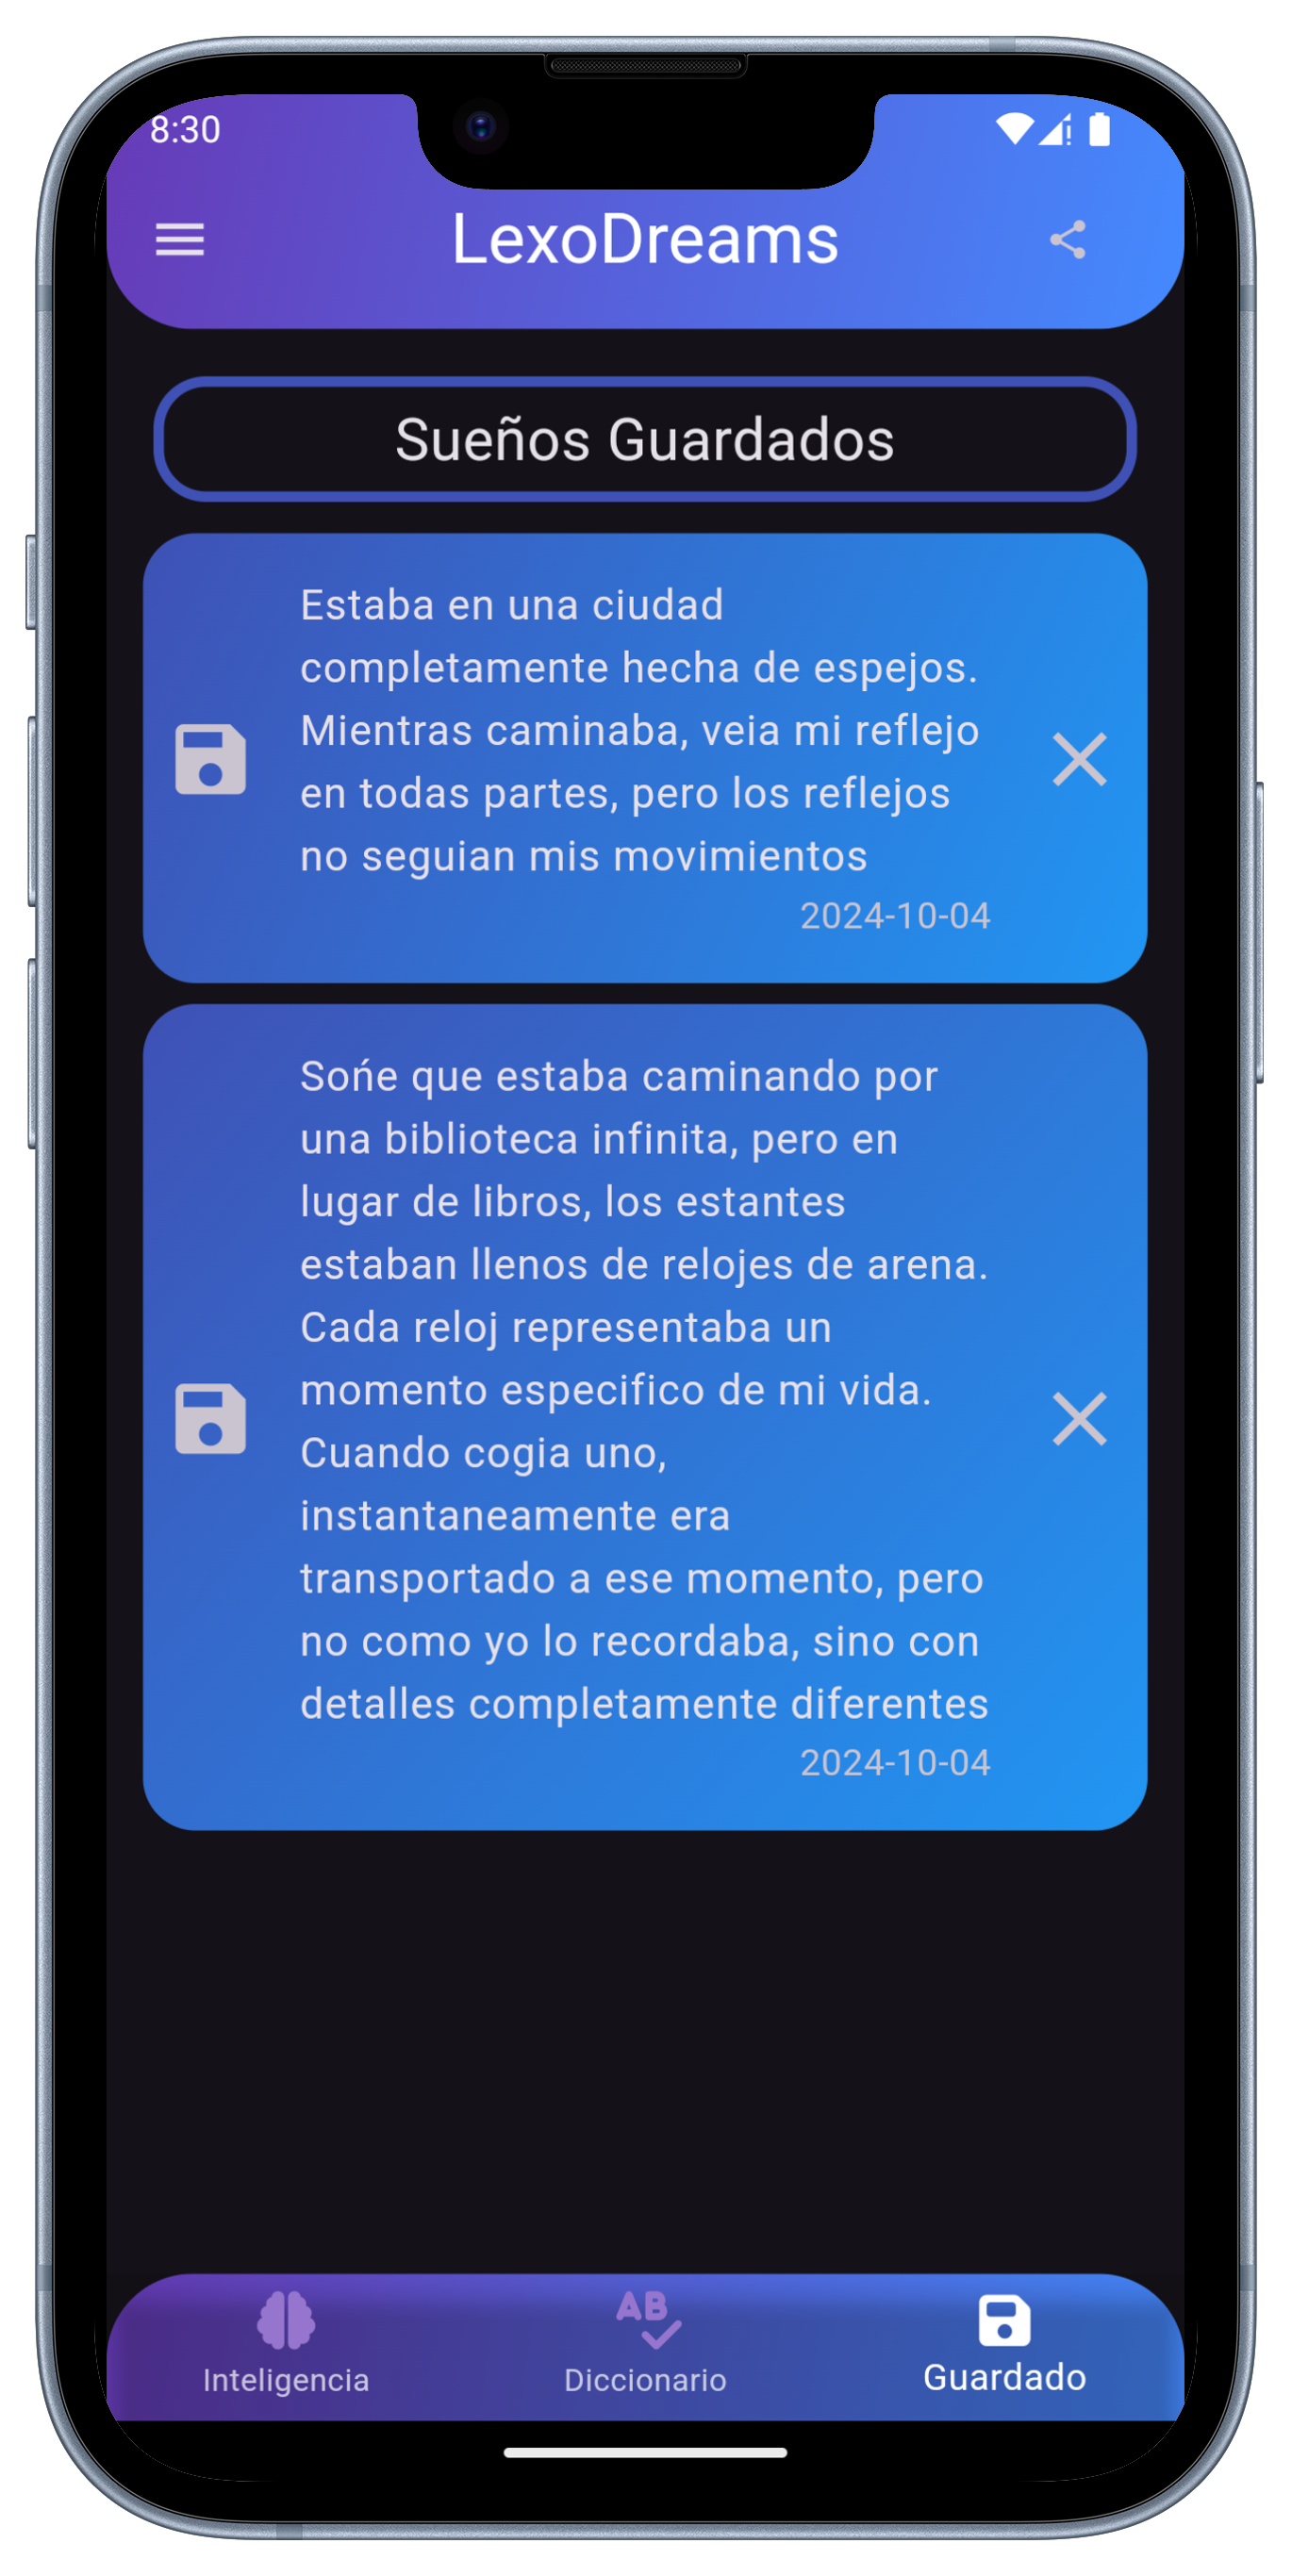 8:30
LexoDreams
Sueños Guardados
Estaba en una ciudad
completamente hecha de espejos.
Mientras caminaba, veia mi reflejo
en todas partes, pero los reflejos
no seguian mis movimientos
2024-10-04
Sońe que estaba caminando por
una biblioteca infinita, pero en
lugar de libros, los estantes
estaban llenos de relojes de arena.
Cada reloj representaba un
momento especifico de mi vida.
Cuando cogia uno,
instantaneamente era
transportado a ese momento, pero
no como yo lo recordaba, sino con
detalles completamente diferentes
2024-10-04
AB
Inteligencia Diccionario Guardado